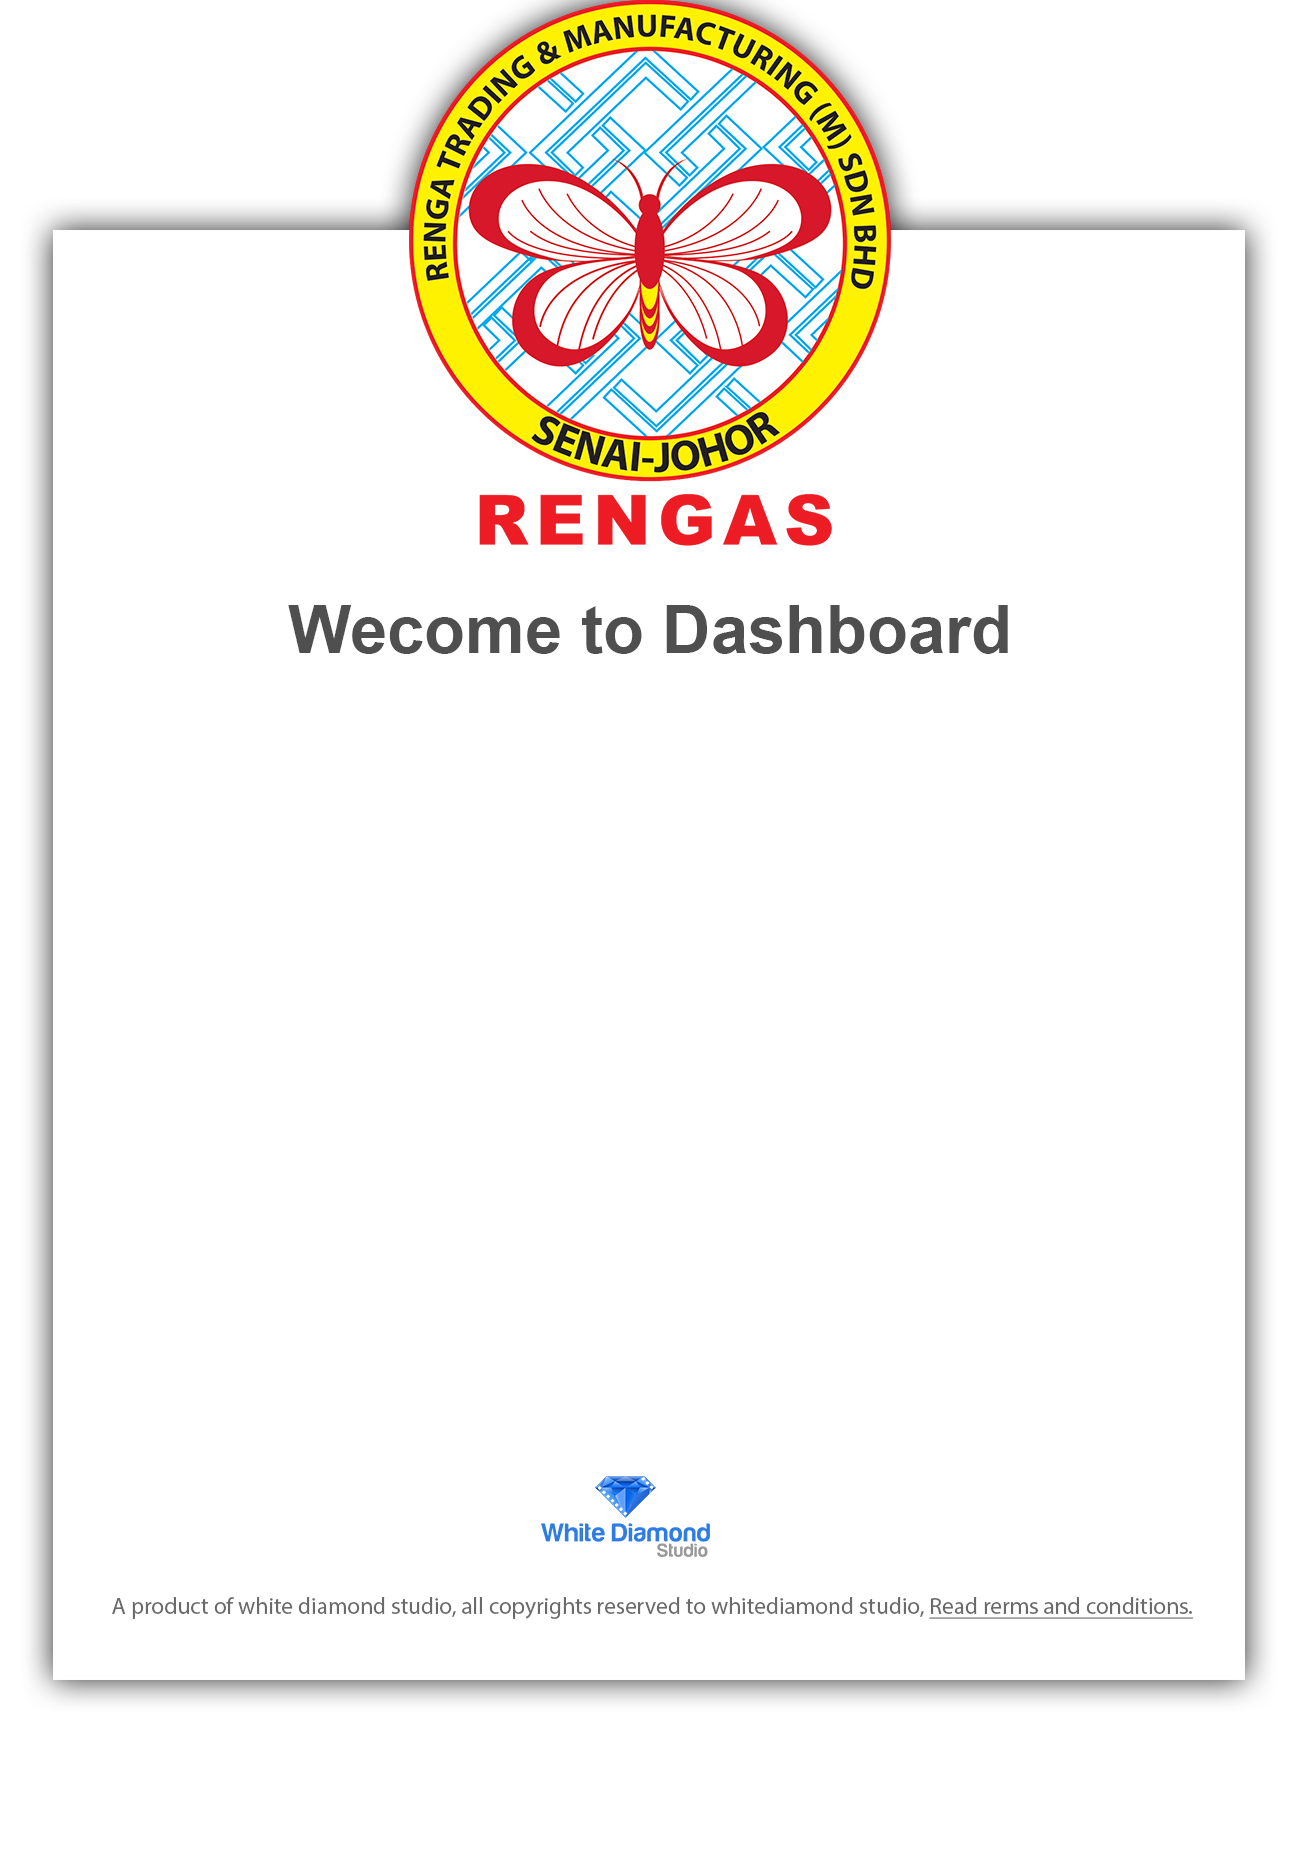 RENGA TRADING & MANUFACTURING (M) SDN BHD
SENAI-JOHOR
RENGAS
Wecome to Dashboard
White Diamond
Studio
A product of white diamond studio, all copyrights reserved to whitediamond studio, Read rerms and conditions.